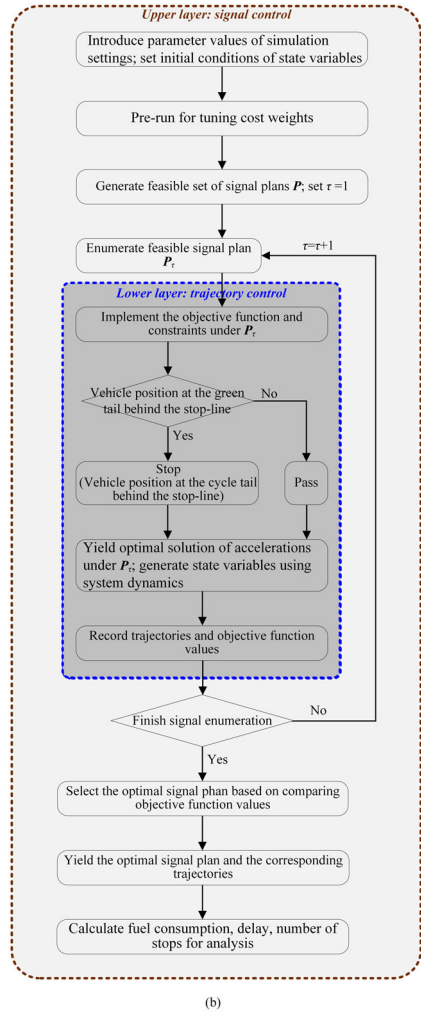 Upper layer: signal control
Introduce parameter values of simulation
settings; set initial conditions of state variables
Pre-run for tuning cost weights
Generate feasible set of signal plans P; set τ =1
Enumerate feasible signal plan
Pτ
τ=τ+1
Lower layer: trajectory control
Implement the objective function and
constraints under Pτ
Vehicle position at the green
tail behind the stop-line
No
Yes
Stop
(Vehicle position at the cycle tail
behind the stop-line)
Pass
Yield optimal solution of accelerations
under Pτ; generate state variables using
system dynamics
Record trajectories and objective function
values
Finish signal enumeration
No
Yes
Select the optimal signal phan based on comparing
objective function values
Yield the optimal signal plan and the corresponding
trajectories
Calculate fuel consumption, delay, number of
stops for analysis
(b)